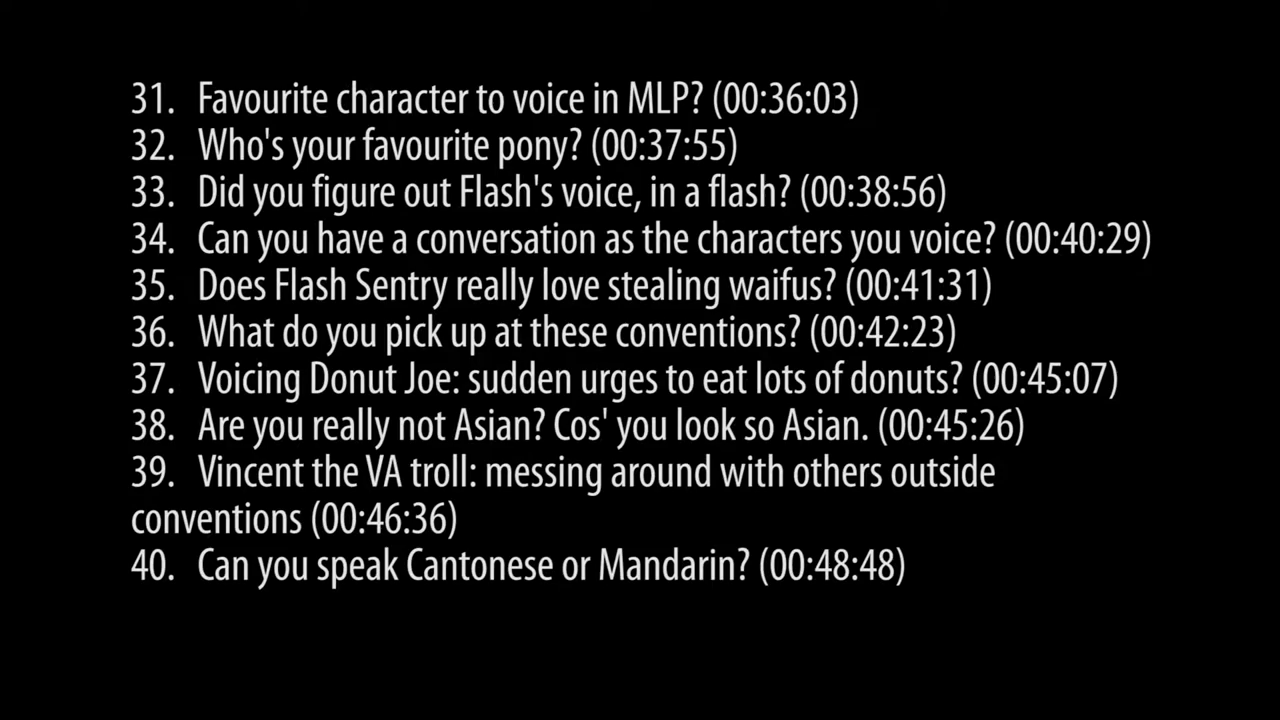 31. Favourite character to voice in MLP? (00:36:03)
32. Who's your favourite pony? (00:37:55)
33. Did you figure out Flash's voice, in a flash? (00:38:56)
34. Can you have a conversation as the characters you voice? (00:40:29)
35. Does Flash Sentry really love stealing waifus? (00:41:31)
36. What do you pick up at these conventions? (00:42:23)
37. Voicing Donut Joe: sudden urges to eat lots of donuts? (00:45:07)
38. Are you really not Asian? Cos' you look so Asian. (00:45:26)
39. Vincent the VA troll: messing around with others outside
conventions (00:46:36)
40. Can you speak Cantonese or Mandarin? (00:48:48)